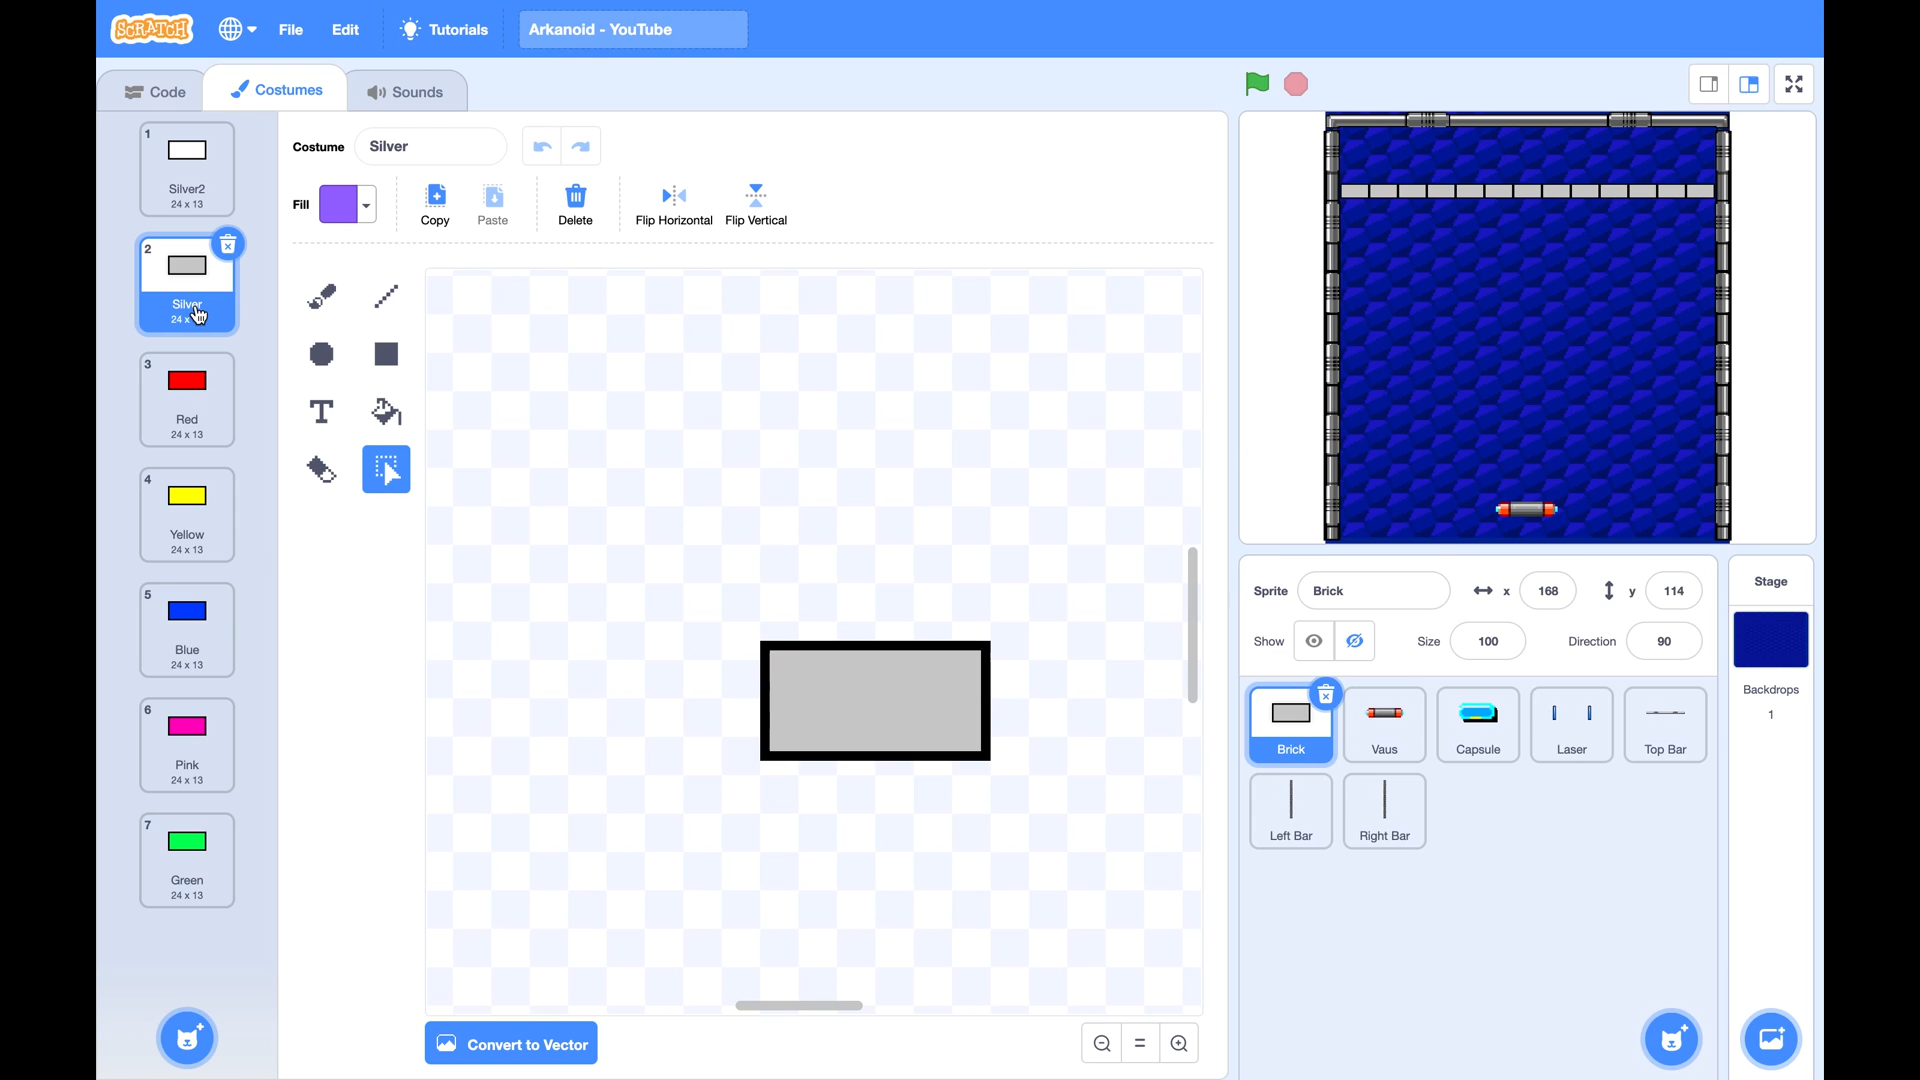 SCRATCH File Edit Tutorials Arkanoid - YouTube
Code Costumes Sounds
1
Silver2
24 x 13
2
Silver
24 x
3
Red
24 x 13
4
Yellow
24 x 13
5
Blue
24 x 13
6
Pink
24 x 13
7
Green
24 x 13
Costume Silver
Fill Copy Paste Delete Flip Horizontal Flip Vertical
T
Convert to Vector
Sprite Brick x 168 y 114
Show Size 100 Direction 90
Brick Vaus Capsule Laser Top Bar
Left Bar Right Bar
Stage
Backdrops
1